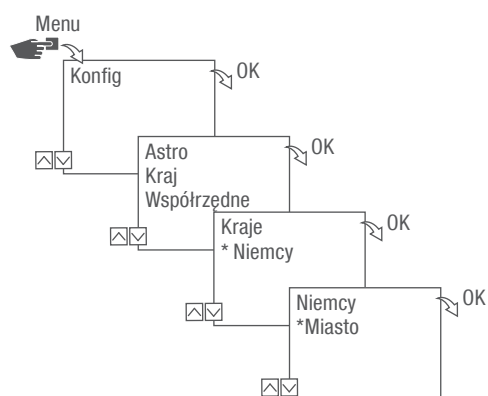 Menu
Konfig
OK
Astro
Kraj
Współrzędne
OK
Kraje
* Niemcy
OK
Niemcy
*Miasto
OK